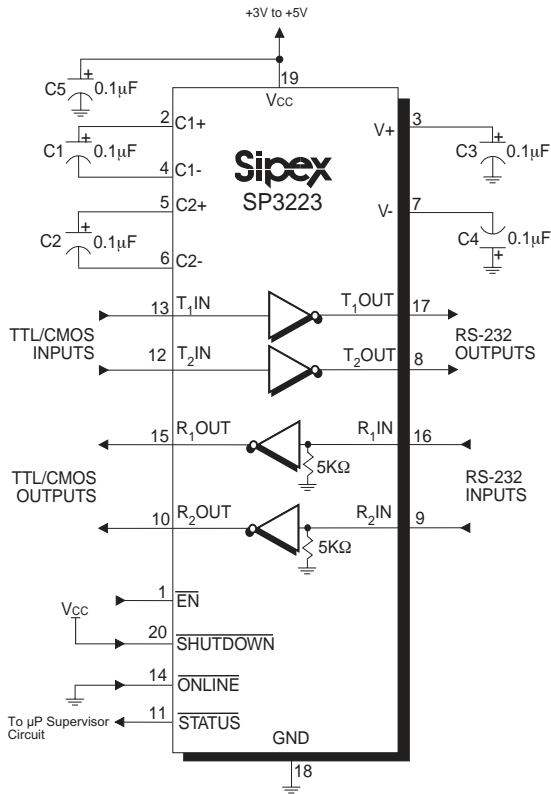 +3V to +5V
19
VCC
C5 + 0.1µF
2 C1+
C1 + 0.1µF
4 C1-
5 C2+
C2 + 0.1µF
6 C2-
Sipex
SP3223
V+ 3
C3 + 0.1µF
V- 7
C4 0.1µF +
TTL/CMOS
INPUTS
13 T1IN
T1OUT 17
12 T2IN
T2OUT 8
RS-232
OUTPUTS
TTL/CMOS
OUTPUTS
15 R1OUT
R1IN 16
5KΩ
10 R2OUT
R2IN 9
5KΩ
RS-232
INPUTS
1 EN
VCC
20 SHUTDOWN
14 ONLINE
To µP Supervisor
Circuit
11 STATUS
GND
18